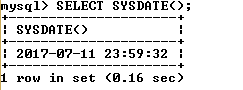 mysql> SELECT SYSDATE();
+---------------------+
| SYSDATE()           |
+---------------------+
| 2017-07-11 23:59:32 |
+---------------------+
1 row in set (0.16 sec)